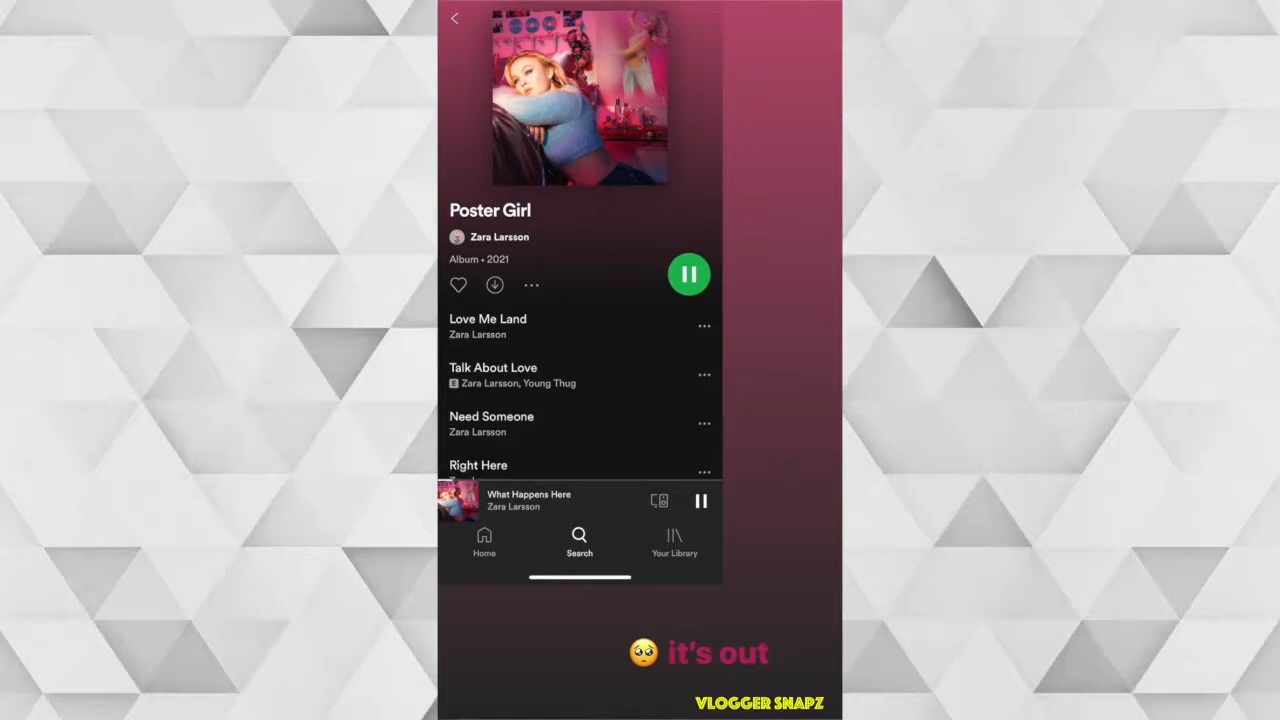 Poster Girl
Zara Larsson
Album • 2021
Love Me Land
Zara Larsson
Talk About Love
E Zara Larsson, Young Thug
Need Someone
Zara Larsson
Right Here
What Happens Here
Zara Larsson
Home
Search
Your Library
🥺 it's out
VLOGGER SNAPZ